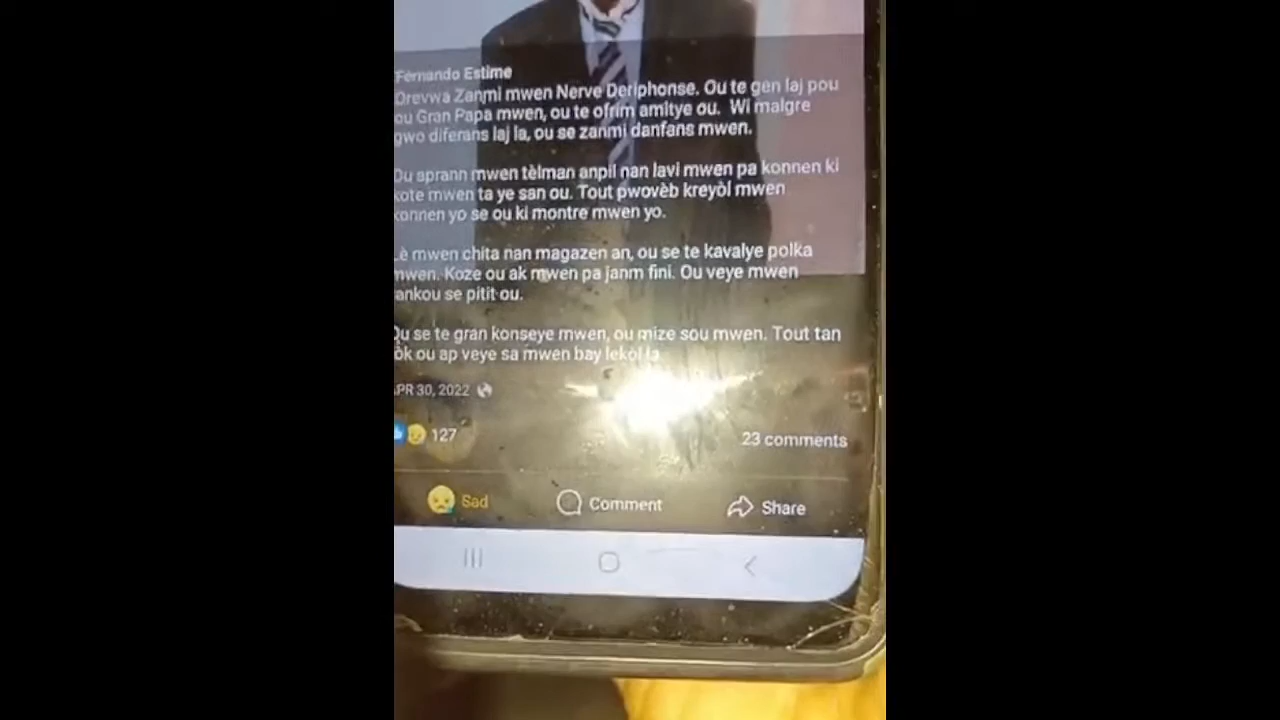 Fernando Estime
Orevwa Zanmi mwen Nerve Deriphonse. Ou te gen laj pou
ou Gran Papa mwen, ou te ofrim amitye ou. Wi malgre
gwo diferans laj la, ou se zanmi danfans mwen.
Ou aprann mwen tèlman anpil nan lavi mwen pa konnen ki
kote mwen ta ye san ou. Tout pwovèb kreyòl mwen
konnen yo se ou ki montre mwen yo.
Lè mwen chita nan magazen an, ou se te kavalye polka
mwen. Koze ou ak mwen pa janm fini. Ou veye mwen
ankou se pitit ou.
Ou se te gran konseye mwen, ou mize sou mwen. Tout tan
òk ou ap veye sa mwen bay lekòl la
APR 30, 2022
127
23 comments
Sad
Comment
Share